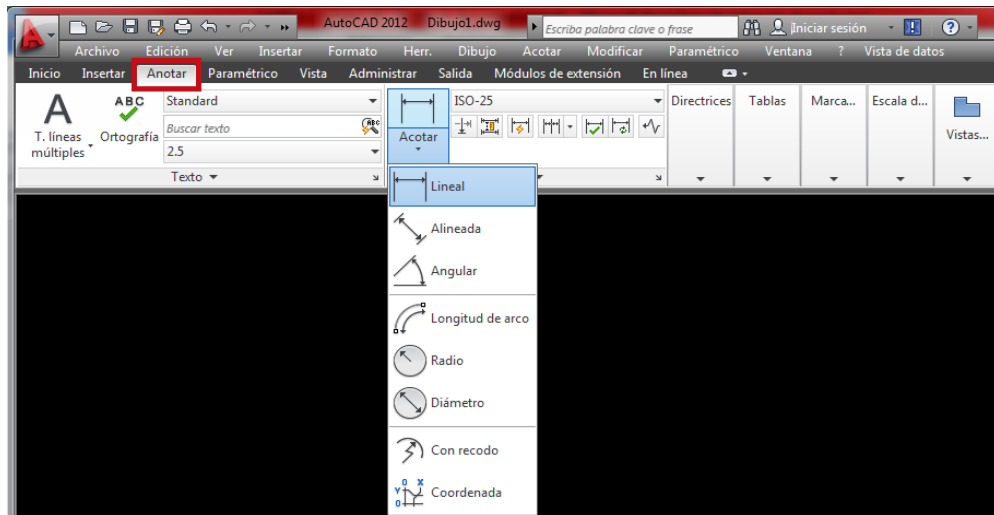 AutoCAD 2012 Dibujo1.dwg Escriba palabra clave o frase Iniciar sesión
Archivo Edición Ver Insertar Formato Herr. Dibujo Acotar Modificar Paramétrico Ventana ? Vista de datos
Inicio Insertar Anotar Paramétrico Vista Administrar Salida Módulos de extensión En línea
A ABC Standard ISO-25 Directrices Tablas Marca... Escala d...
T. líneas múltiples Ortografía Buscar texto ABC Acotar Vistas...
2.5
Texto
Lineal
Alineada
Angular
Longitud de arco
Radio
Diámetro
Con recodo
Y 0 X 0 Coordenada